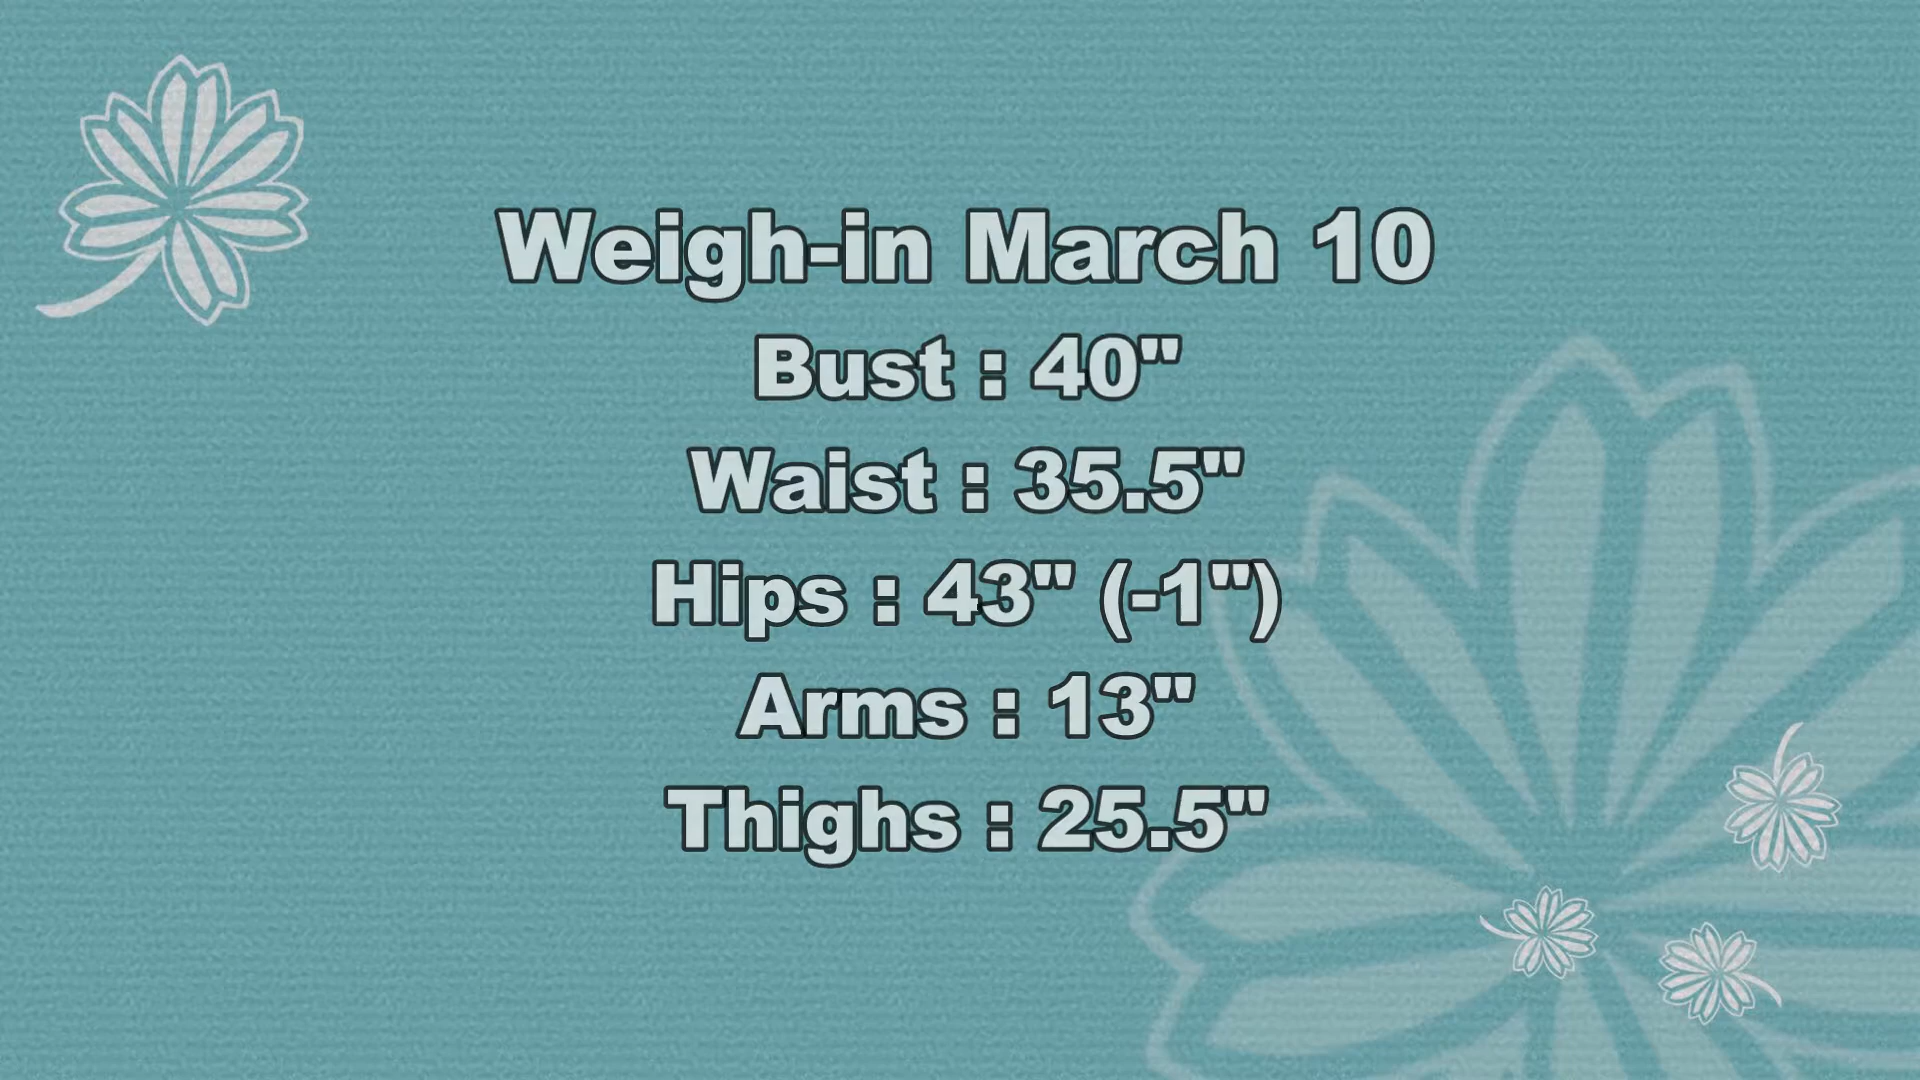 Weigh-in March 10
Bust : 40"
Waist : 35.5"
Hips : 43" (-1")
Arms : 13"
Thighs : 25.5"